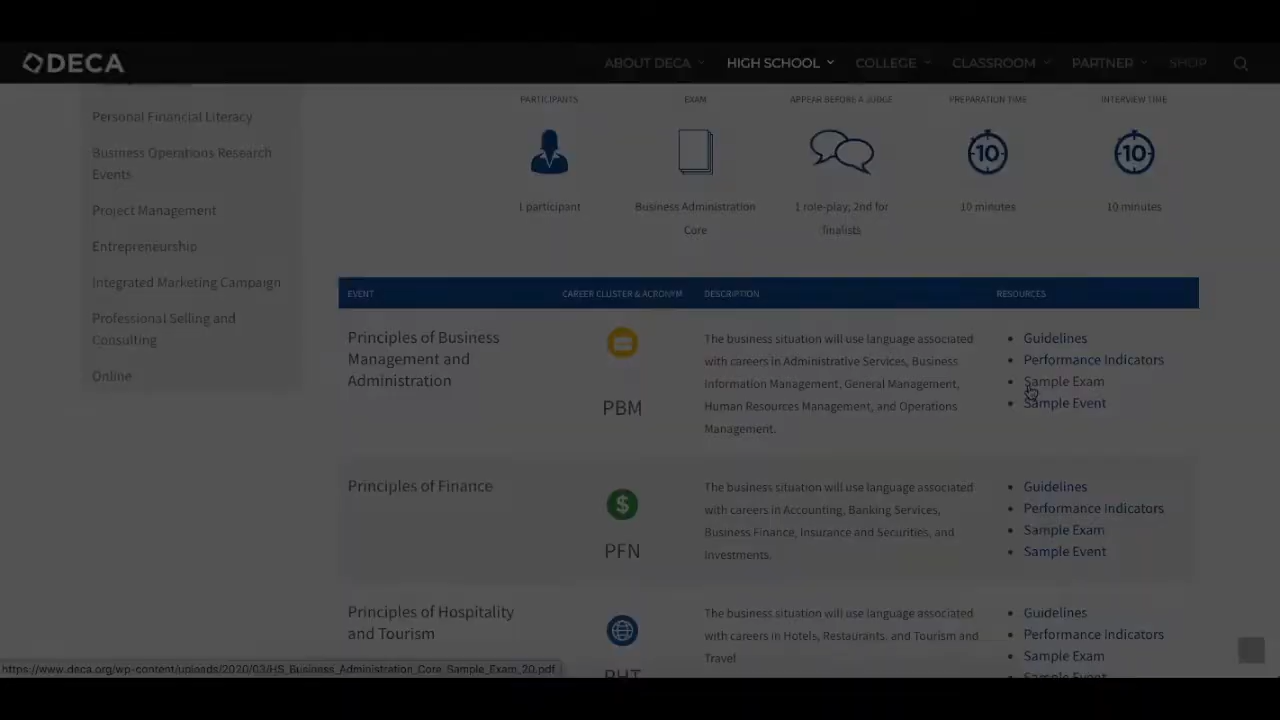 DECA
ABOUT DECA
HIGH SCHOOL
COLLEGE
CLASSROOM
PARTNER
SHOP
Personal Financial Literacy
Business Operations Research
Events
Project Management
Entrepreneurship
Integrated Marketing Campaign
Professional Selling and
Consulting
Online
PARTICIPANTS
EXAM
APPEAR BEFORE A JUDGE
PREPARATION TIME
INTERVIEW TIME
10
10
1 participant
Business Administration
Core
1 role-play; 2nd for
finalists
10 minutes
10 minutes
EVENT
CAREER CLUSTER & ACRONYM
DESCRIPTION
RESOURCES
Principles of Business
Management and
Administration
PBM
The business situation will use language associated
with careers in Administrative Services, Business
Information Management, General Management,
Human Resources Management, and Operations
Management.
Guidelines
Performance Indicators
Sample Exam
Sample Event
Principles of Finance
$
PFN
The business situation will use language associated
with careers in Accounting, Banking Services,
Business Finance, Insurance and Securities, and
Investments.
Guidelines
Performance Indicators
Sample Exam
Sample Event
Principles of Hospitality
and Tourism
PHT
The business situation will use language associated
with careers in Hotels, Restaurants, and Tourism and
Travel
Guidelines
Performance Indicators
Sample Exam
Sample Event
https://www.deca.org/wp-content/uploads/2020/03/HS_Business_Administration_Core_Sample_Exam_20.pdf